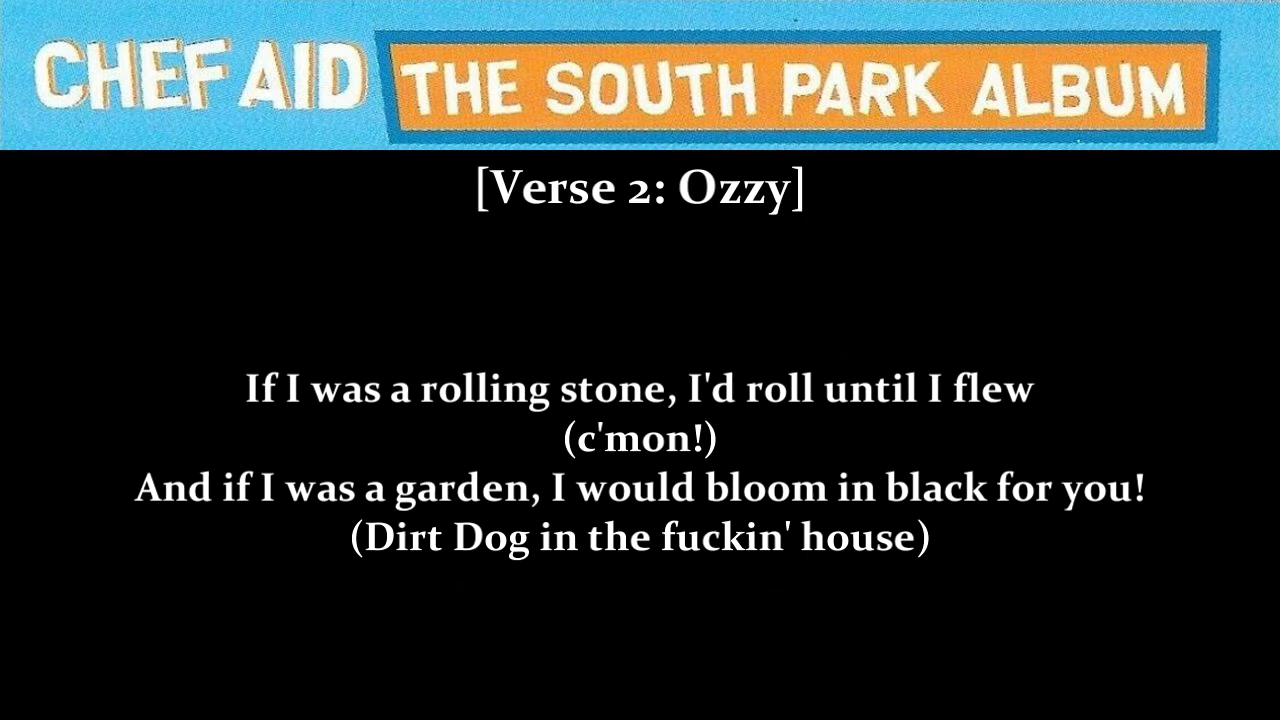 CHEF AID THE SOUTH PARK ALBUM
[Verse 2: Ozzy]
If I was a rolling stone, I'd roll until I flew
(c'mon!)
And if I was a garden, I would bloom in black for you!
(Dirt Dog in the fuckin' house)